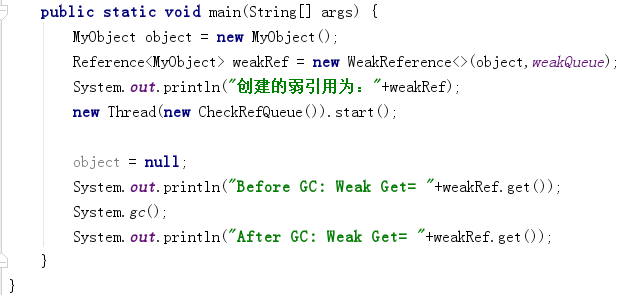 public static void main(String[] args) {
MyObject object = new MyObject();
Reference<MyObject> weakRef = new WeakReference<>(object,weakQueue);
System.out.println("创建的弱引用为："+weakRef);
new Thread(new CheckRefQueue()).start();
object = null;
System.out.println("Before GC: Weak Get= "+weakRef.get());
System.gc();
System.out.println("After GC: Weak Get= "+weakRef.get());
}
}